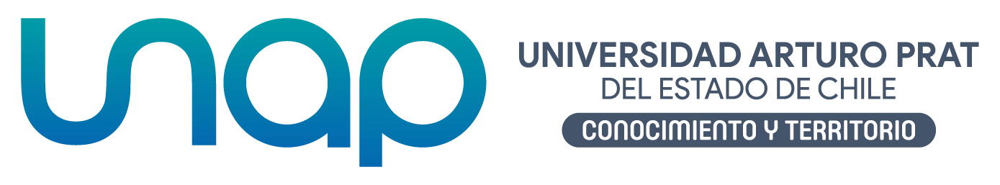 unap
UNIVERSIDAD ARTURO PRAT
DEL ESTADO DE CHILE
CONOCIMIENTO Y TERRITORIO